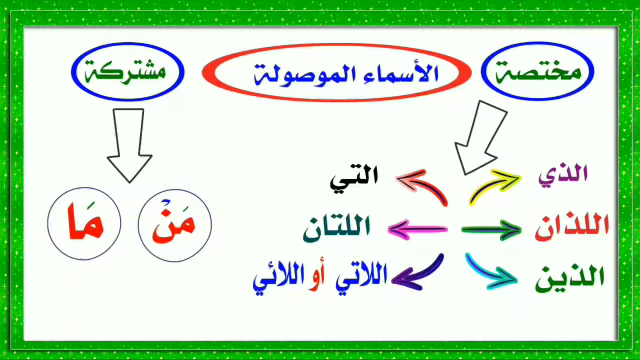 مختصة الأسماء الموصولة مشتركة
الذي التي
اللذان اللتان
الذين اللاتي أو اللائي
مَنْ مَا